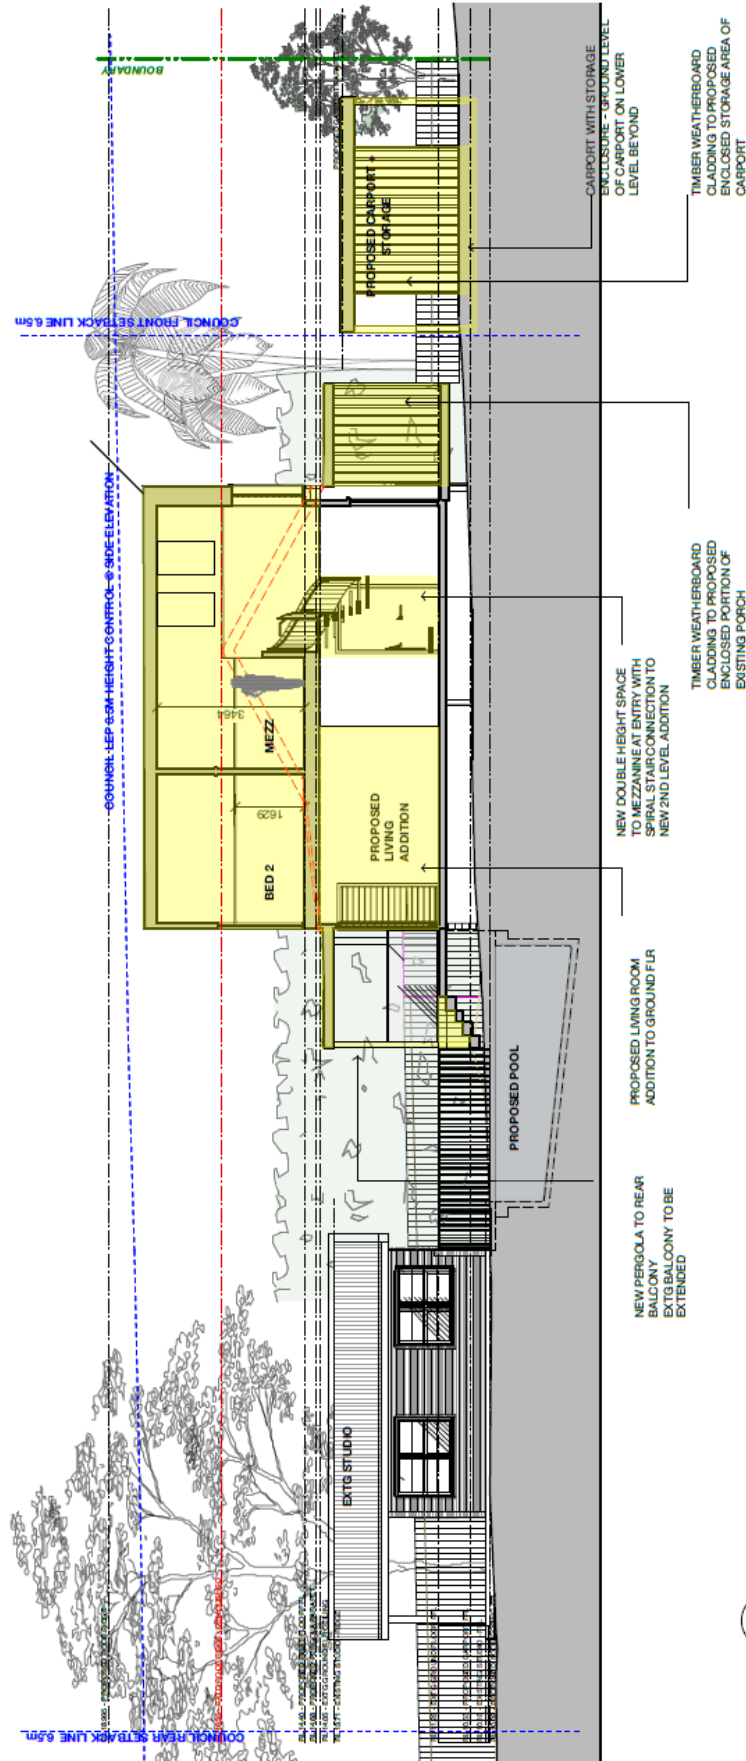 BOUNDARY
COUNCIL FRONT SETBACK LINE 6.5m
COUNCIL LEP 8.5M HEIGHT CONTROL @ SIDE ELEVATION
COUNCIL REAR SETBACK LINE 6.5m
EXTG STUDIO
PROPOSED POOL
BED 2
1629
MEZZ
3464
PROPOSED
LIVING
ADDITION
PROPOSED CARPORT +
STORAGE
NEW PERGOLA TO REAR
BALCONY
EXTG BALCONY TO BE
EXTENDED
PROPOSED LIVING ROOM
ADDITION TO GROUND FLR
NEW DOUBLE HEIGHT SPACE
TO MEZZANINE AT ENTRY WITH
SPIRAL STAIR CONNECTION TO
NEW 2ND LEVEL ADDITION
TIMBER WEATHERBOARD
CLADDING TO PROPOSED
ENCLOSED PORTION OF
EXISTING PORCH
CARPORT WITH STORAGE
ENCLOSURE - GROUND LEVEL
OF CARPORT ON LOWER
LEVEL BEYOND
TIMBER WEATHERBOARD
CLADDING TO PROPOSED
ENCLOSED STORAGE AREA OF
CARPORT